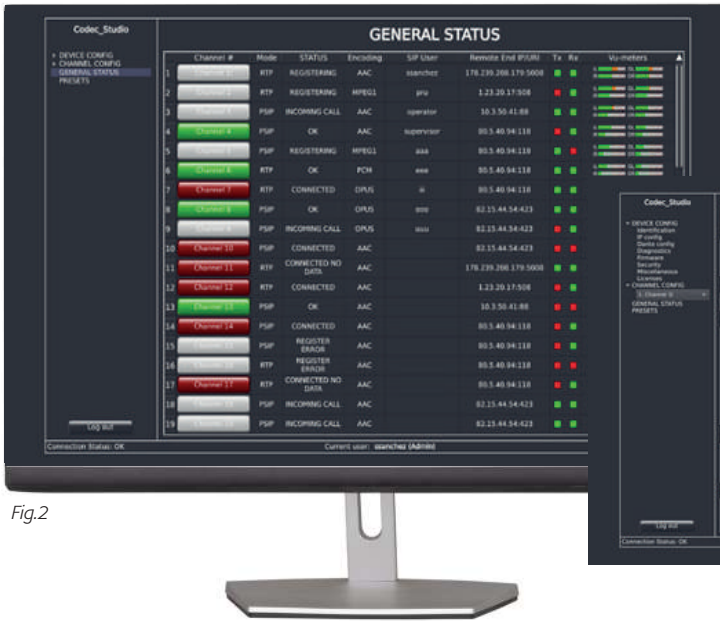 Codec_Studio
GENERAL STATUS
DEVICE CONFIG
CHANNEL CONFIG
GENERAL STATUS
PRESETS
Channel # Mode STATUS Encoding SIP User Remote End IP/URI Tx Rx Vu-meters
1 RTP REGISTERING AAC ssanchez 178.239.268.179:5008
2 RTP REGISTERING MPEG1 pru 1.23.20.17:508
3 PSIP INCOMING CALL AAC operator 10.3.50.41:88
4 Channel 4 PSIP OK AAC supervisor 80.5.40.94:118
5 PSIP REGISTERING MPEG1 aaa 80.5.40.94:118
6 Channel 6 RTP OK PCM eee 80.5.40.94:118
7 Channel 7 RTP CONNECTED OPUS iii 80.5.40.94:118
8 Channel 8 PSIP OK OPUS ooo 82.15.44.54:423
9 PSIP INCOMING CALL OPUS uuu 82.15.44.54:423
10 Channel 10 PSIP CONNECTED AAC 82.15.44.54:423
11 Channel 11 RTP CONNECTED NO DATA AAC 178.239.268.179:5008
12 Channel 12 RTP CONNECTED AAC 1.23.20.17:508
13 Channel 13 PSIP OK AAC 10.3.50.41:88
14 Channel 14 PSIP CONNECTED AAC 80.5.40.94:118
15 PSIP REGISTER ERROR AAC 80.5.40.94:118
16 RTP REGISTER ERROR AAC 80.5.40.94:118
17 Channel 17 RTP CONNECTED NO DATA AAC 80.5.40.94:118
18 PSIP INCOMING CALL AAC 82.15.44.54:423
19 PSIP INCOMING CALL AAC 82.15.44.54:423
Log out
Connection Status: OK
Current user: ssanchez (Admin)
Codec_Studio
DEVICE CONFIG
Identification
IP config
Dante config
Diagnostics
Firmware
Security
Miscellaneous
Licenses
CHANNEL CONFIG
GENERAL STATUS
PRESETS
Log out
Connection Status: OK
Fig.2